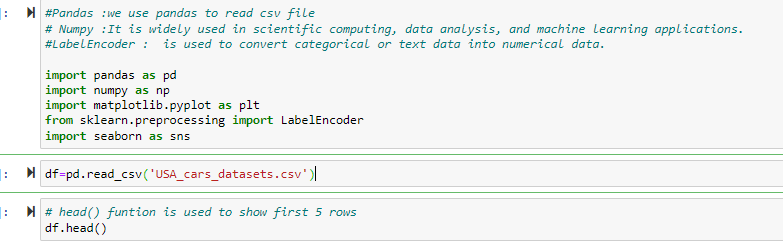 ]: #Pandas :we use pandas to read csv file
# Numpy :It is widely used in scientific computing, data analysis, and machine learning applications.
#LabelEncoder :  is used to convert categorical or text data into numerical data.
import pandas as pd
import numpy as np
import matplotlib.pyplot as plt
from sklearn.preprocessing import LabelEncoder
import seaborn as sns
]: df=pd.read_csv('USA_cars_datasets.csv')
]: # head() funtion is used to show first 5 rows
df.head()